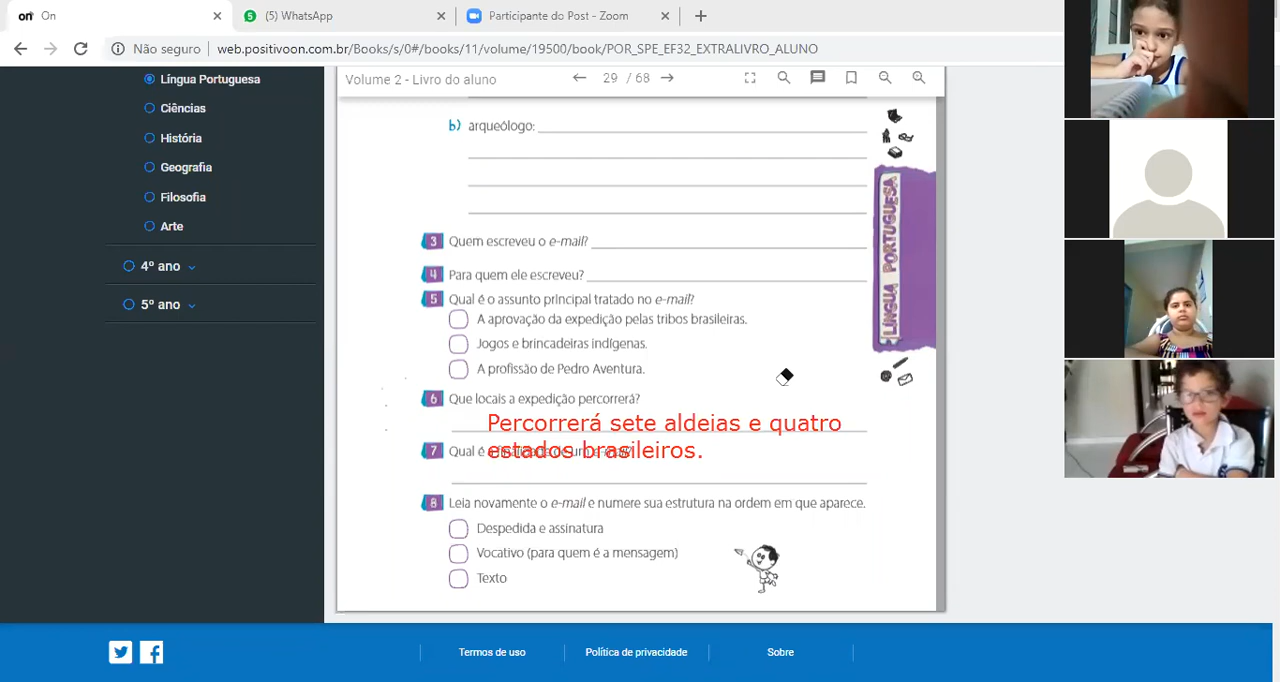 on On
5 (5) WhatsApp
Participante do Post - Zoom
Não seguro web.positivoon.com.br/Books/s/0#/books/11/volume/19500/book/POR_SPE_EF32_EXTRALIVRO_ALUNO
Língua Portuguesa
Ciências
História
Geografia
Filosofia
Arte
4º ano
5º ano
Volume 2 - Livro do aluno
29 / 68
b) arqueólogo:
3 Quem escreveu o e-mail?
4 Para quem ele escreveu?
5 Qual é o assunto principal tratado no e-mail?
A aprovação da expedição pelas tribos brasileiras.
Jogos e brincadeiras indígenas.
A profissão de Pedro Aventura.
6 Que locais a expedição percorrerá?
Percorrerá sete aldeias e quatro
estados brasileiros.
7 Qual é
8 Leia novamente o e-mail e numere sua estrutura na ordem em que aparece.
Despedida e assinatura
Vocativo (para quem é a mensagem)
Texto
LÍNGUA PORTUGUESA
Termos de uso
Política de privacidade
Sobre